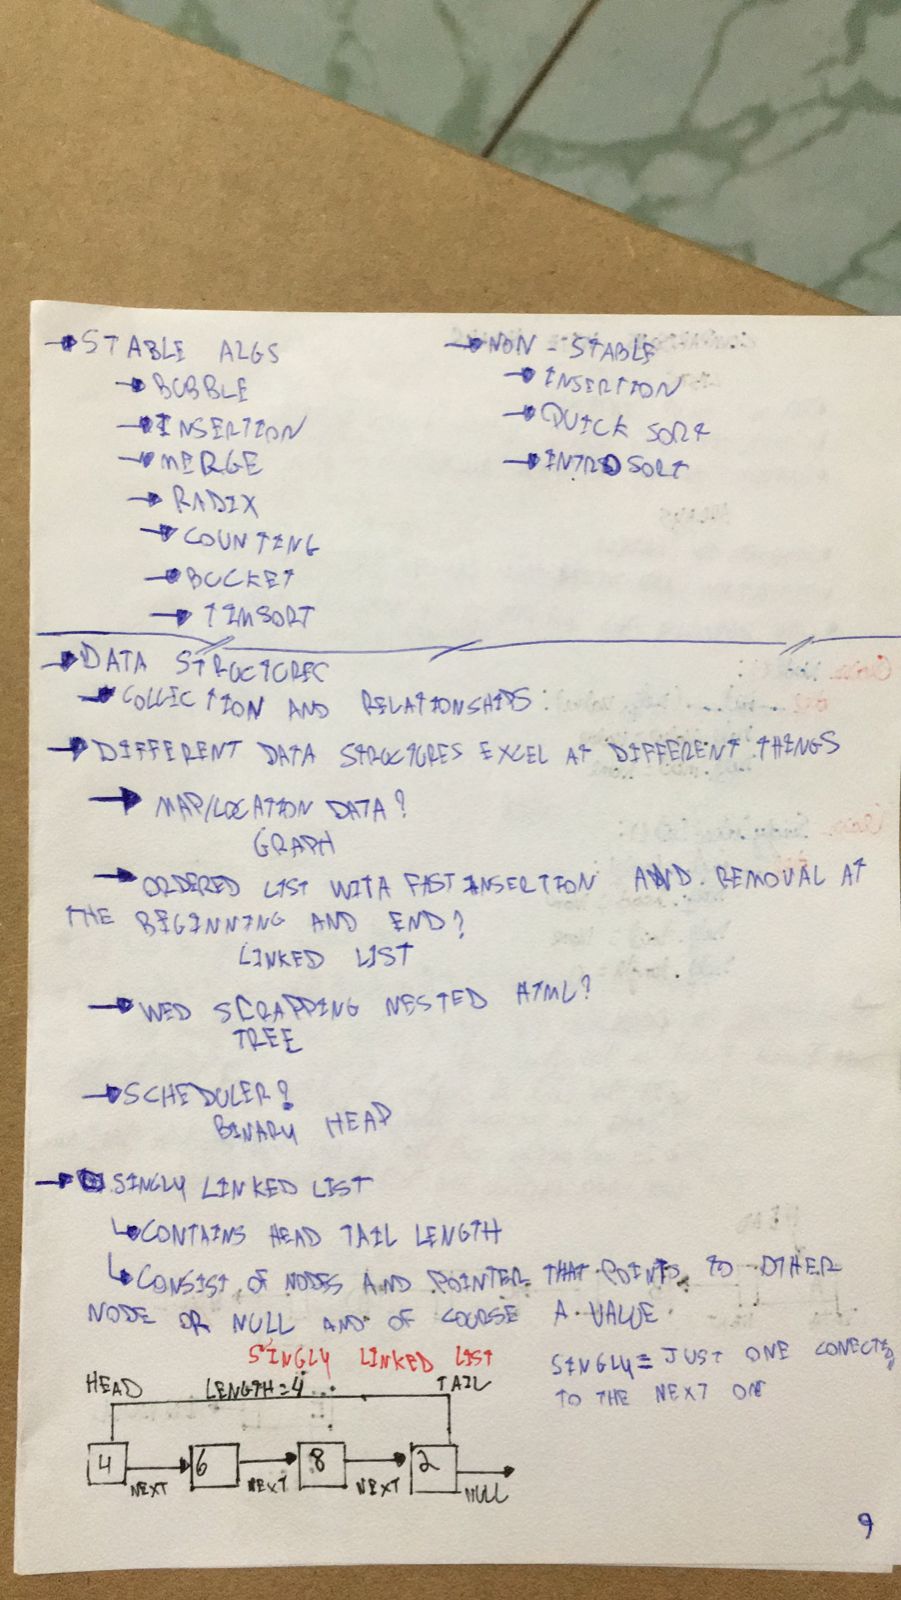 → STABLE ALGS
→ BUBBLE
→ INSERTION
→ MERGE
→ RADIX
→ COUNTING
→ BUCKET
→ TIMSORT
→ NON - STABLE
→ INSERTION
→ QUICK SORT
→ INTRO SORT
→ DATA STRUCTURES
→ COLLECTION AND RELATIONSHIPS
→ DIFFERENT DATA STRUCTURES EXCEL AT DIFFERENT THINGS
→ MAP/LOCATION DATA?
GRAPH
→ ORDERED LIST WITH FAST INSERTION AND REMOVAL AT
THE BEGINNING AND END?
LINKED LIST
→ WED SCRAPPING NESTED HTML?
TREE
→ SCHEDULER?
BINARY HEAP
→ SINGLY LINKED LIST
↳ CONTAINS HEAD TAIL LENGTH
↳ CONSIST OF NODES AND POINTER THAT POINTS TO OTHER
NODE OR NULL AND OF COURSE A VALUE
SINGLY LINKED LIST
SINGLY = JUST ONE CONECTS
TO THE NEXT ON
HEAD LENGTH = 4 TAIL
4 6 8 2
NEXT NEXT NEXT NULL
9